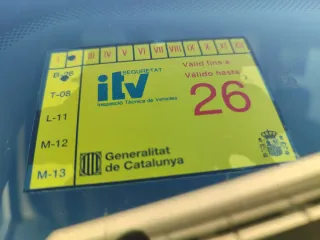 I III IV V VI VII VIII IX X XI XII
B-26
T-08
L-11
M-12
M-13
SEGURETAT
itv
Inspecció Tècnica de Vehicles
Vàlid fins a
Válido hasta
26
Generalitat
de Catalunya